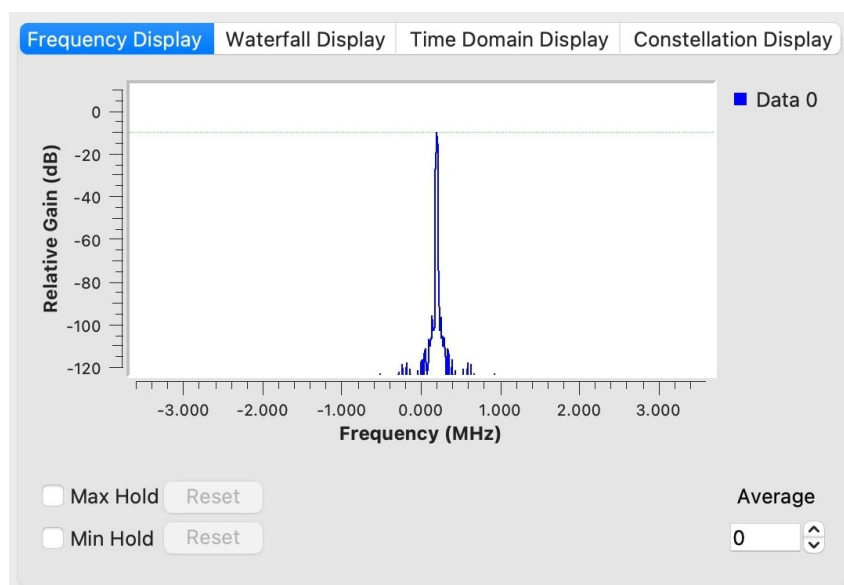 Frequency Display Waterfall Display Time Domain Display Constellation Display
Data 0
Relative Gain (dB)
0
-20
-40
-60
-80
-100
-120
-3.000 -2.000 -1.000 0.000 1.000 2.000 3.000
Frequency (MHz)
Max Hold Reset
Average
Min Hold Reset
0